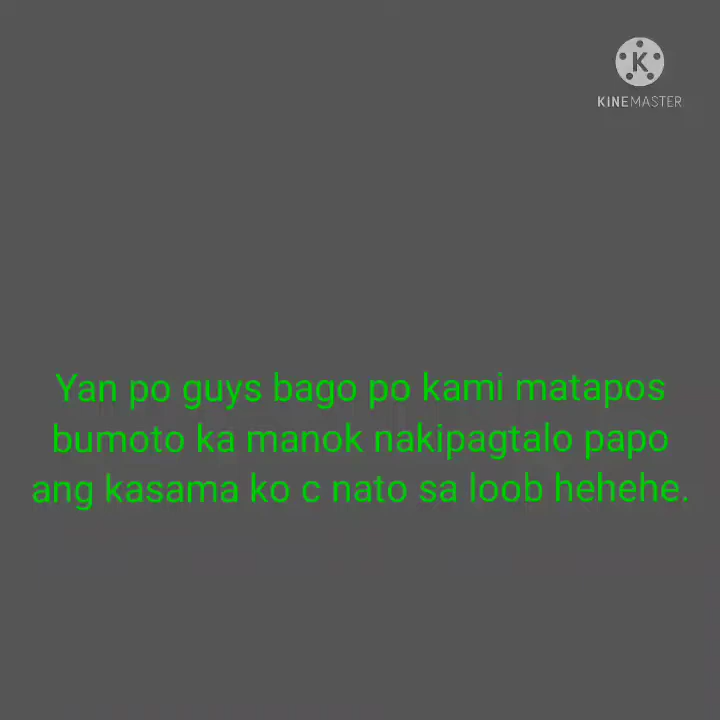 KINEMASTER
Yan po guys bago po kami matapos
bumoto ka manok nakipagtalo papo
ang kasama ko c nato sa loob hehehe.